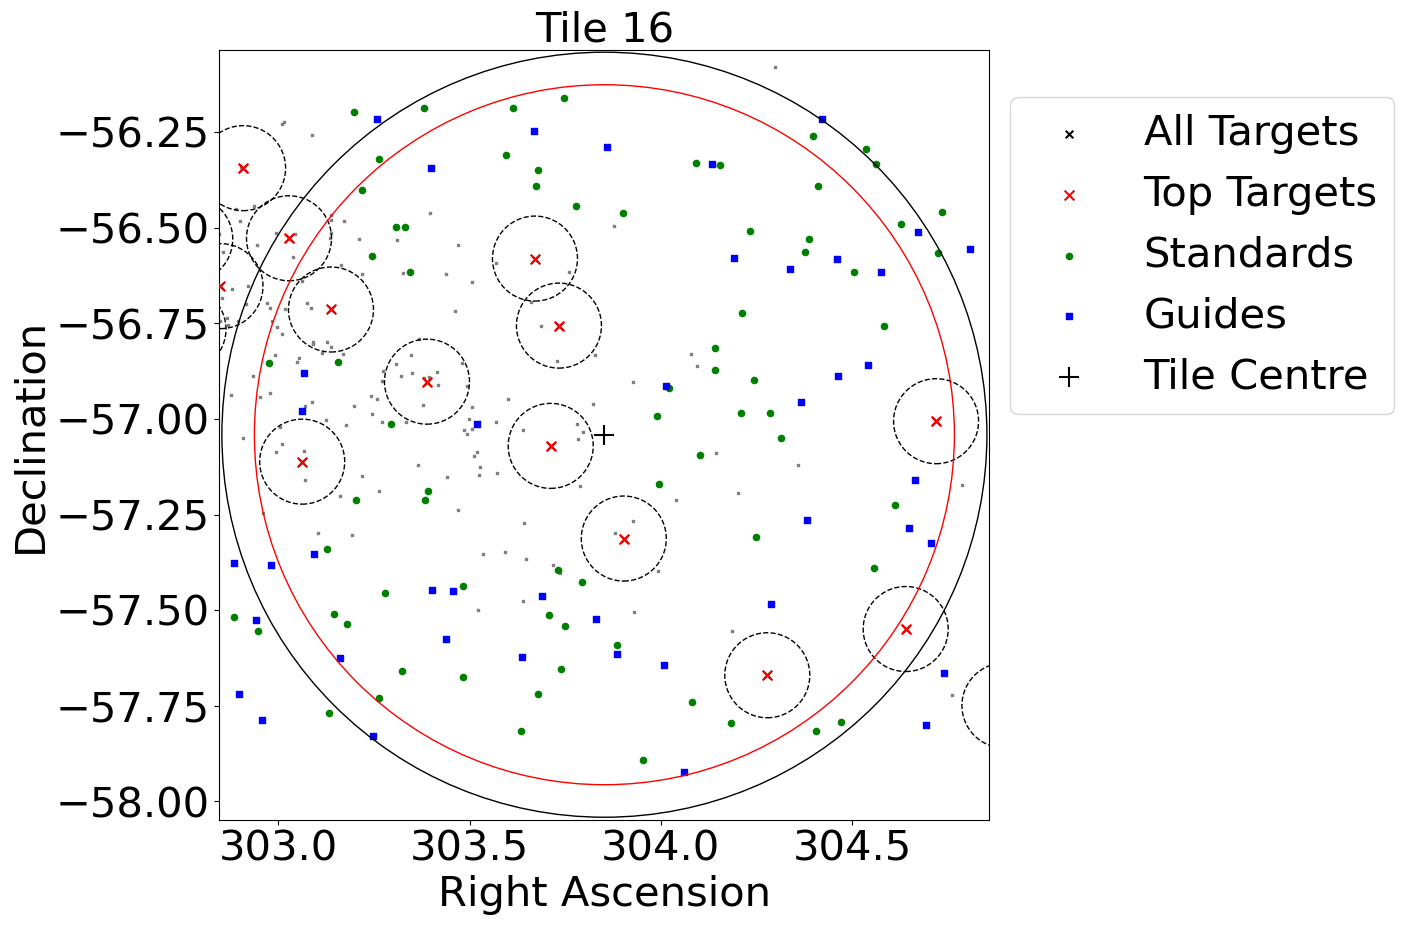 Tile 16
Declination
−56.25
−56.50
−56.75
−57.00
−57.25
−57.50
−57.75
−58.00
303.0
303.5
304.0
304.5
Right Ascension
All Targets
Top Targets
Standards
Guides
Tile Centre